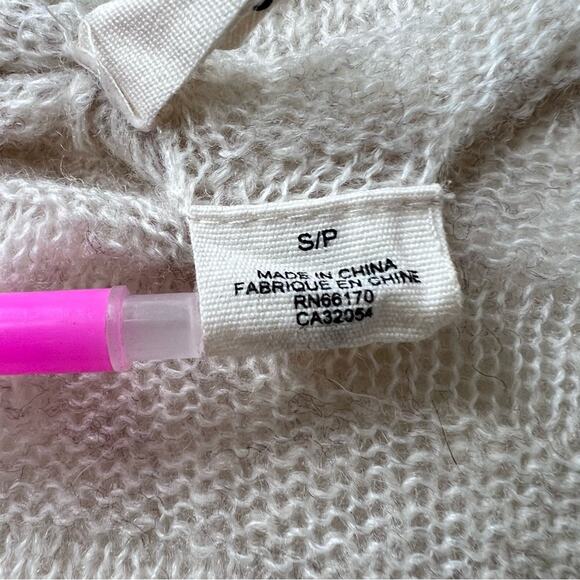 S/P
MADE IN CHINA
FABRIQUE EN CHINE
RN66170
CA32054